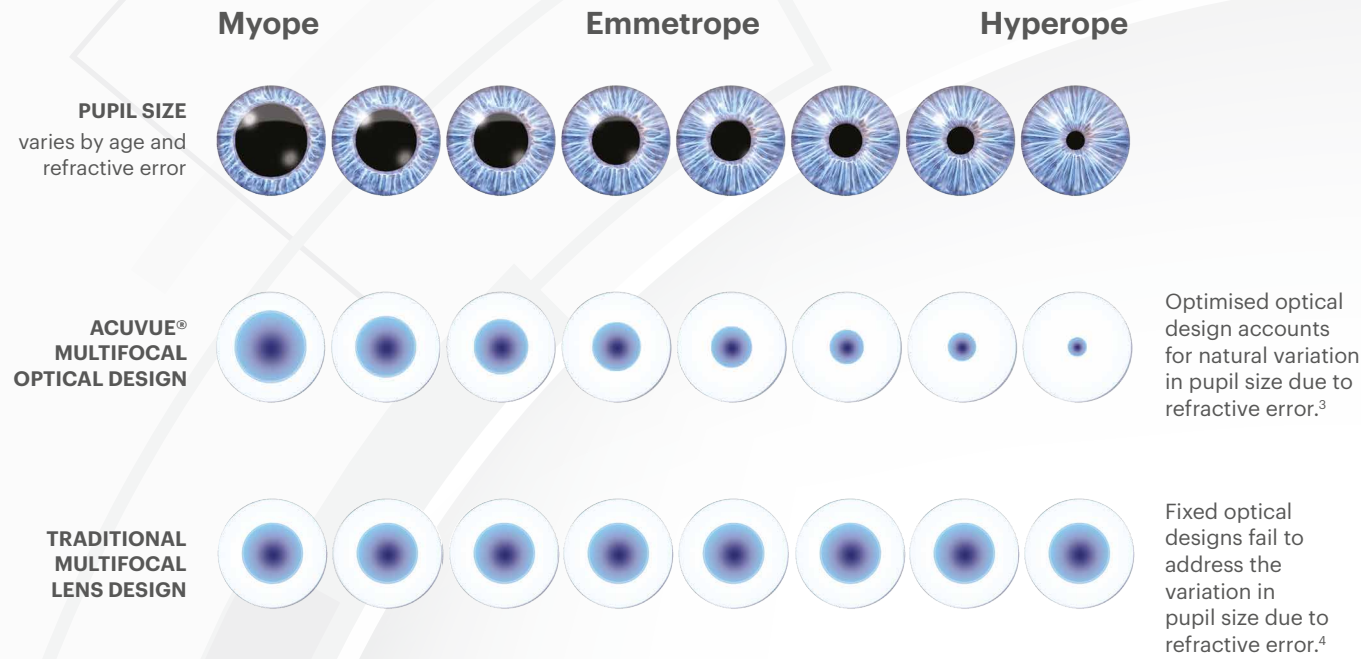 Myope
Emmetrope
Hyperope
PUPIL SIZE
varies by age and
refractive error
ACUVUE®
MULTIFOCAL
OPTICAL DESIGN
Optimised optical
design accounts
for natural variation
in pupil size due to
refractive error.³
TRADITIONAL
MULTIFOCAL
LENS DESIGN
Fixed optical
designs fail to
address the
variation in
pupil size due to
refractive error.⁴